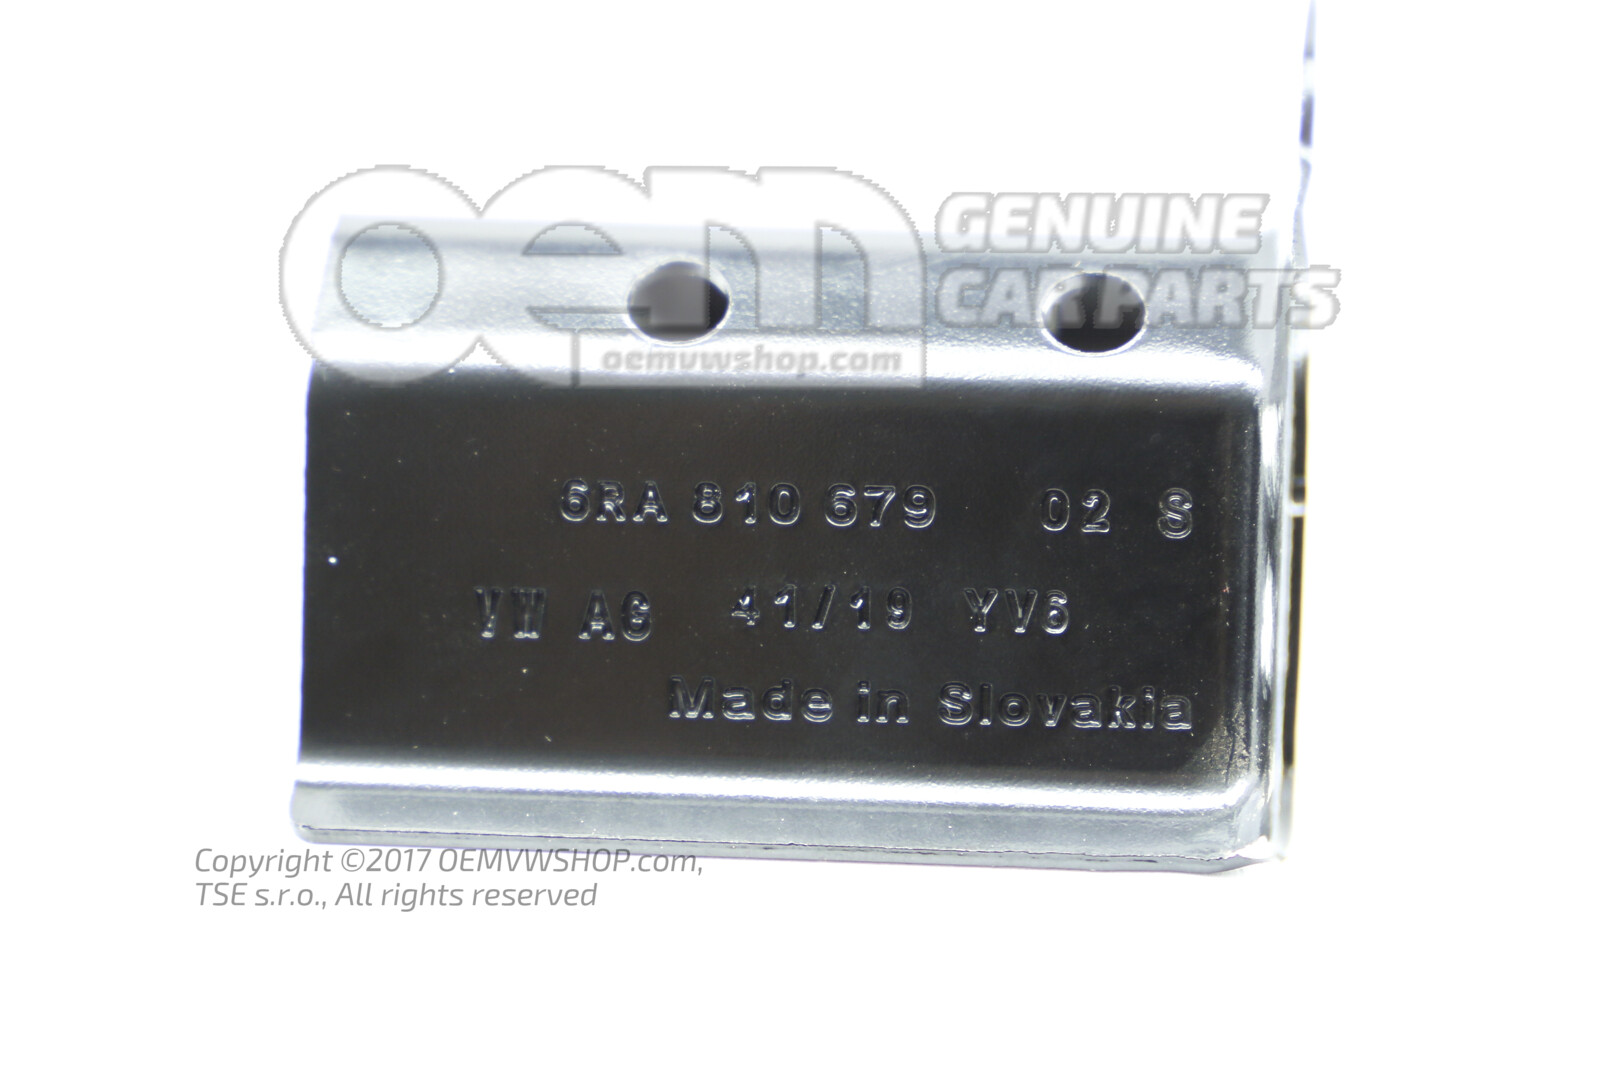 oem GENUINE
CAR PARTS
oemvwshop.com
6RA 810 679 02 S
VW AG 41/19 YV6
Made in Slovakia
Copyright ©2017 OEMVWSHOP.com,
TSE s.r.o., All rights reserved